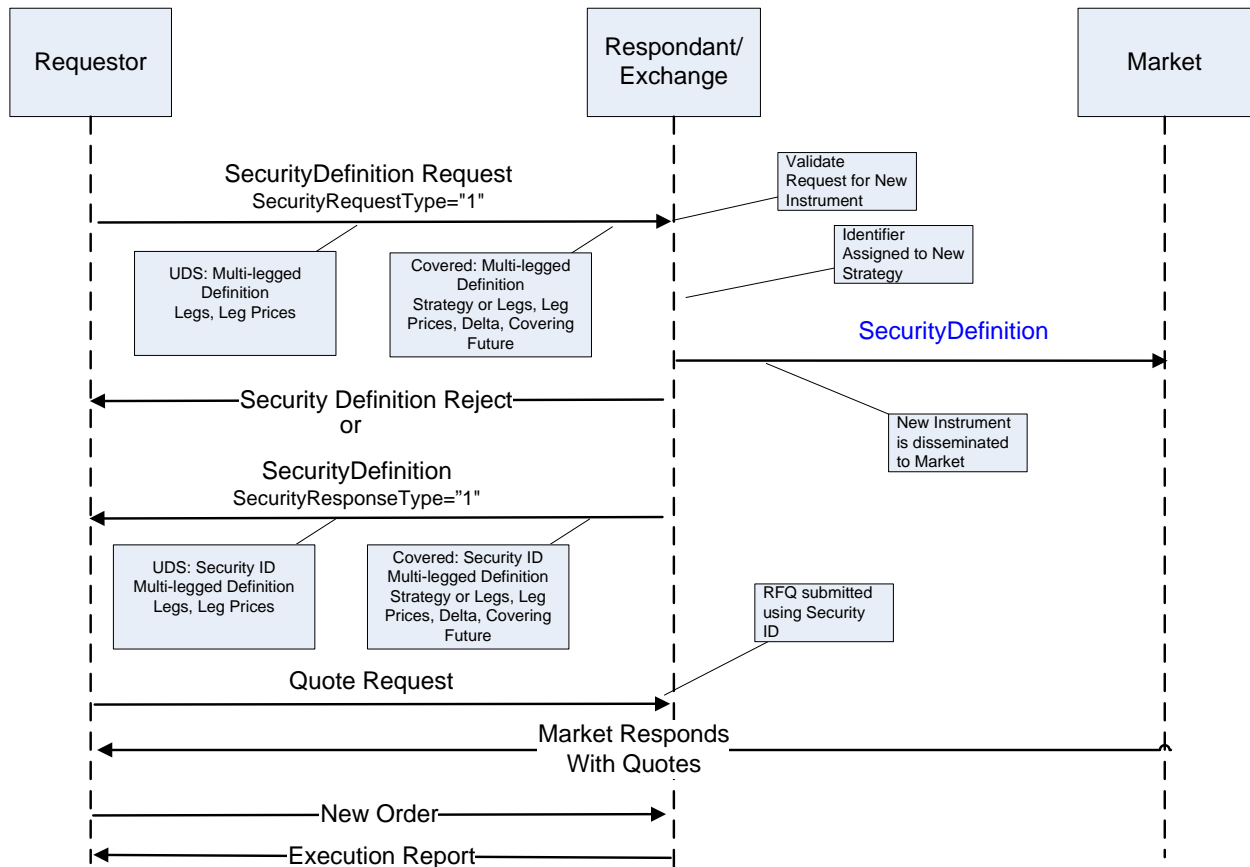 Requestor
Respondant/
Exchange
Market
SecurityDefinition Request
SecurityRequestType="1"
Validate
Request for New
Instrument
UDS: Multi-legged
Definition
Legs, Leg Prices
Covered: Multi-legged
Definition
Strategy or Legs, Leg
Prices, Delta, Covering
Future
Identifier
Assigned to New
Strategy
SecurityDefinition
Security Definition Reject
or
New Instrument
is disseminated
to Market
SecurityDefinition
SecurityResponseType=”1"
UDS: Security ID
Multi-legged Definition
Legs, Leg Prices
Covered: Security ID
Multi-legged Definition
Strategy or Legs, Leg
Prices, Delta, Covering
Future
RFQ submitted
using Security
ID
Quote Request
Market Responds
With Quotes
New Order
Execution Report